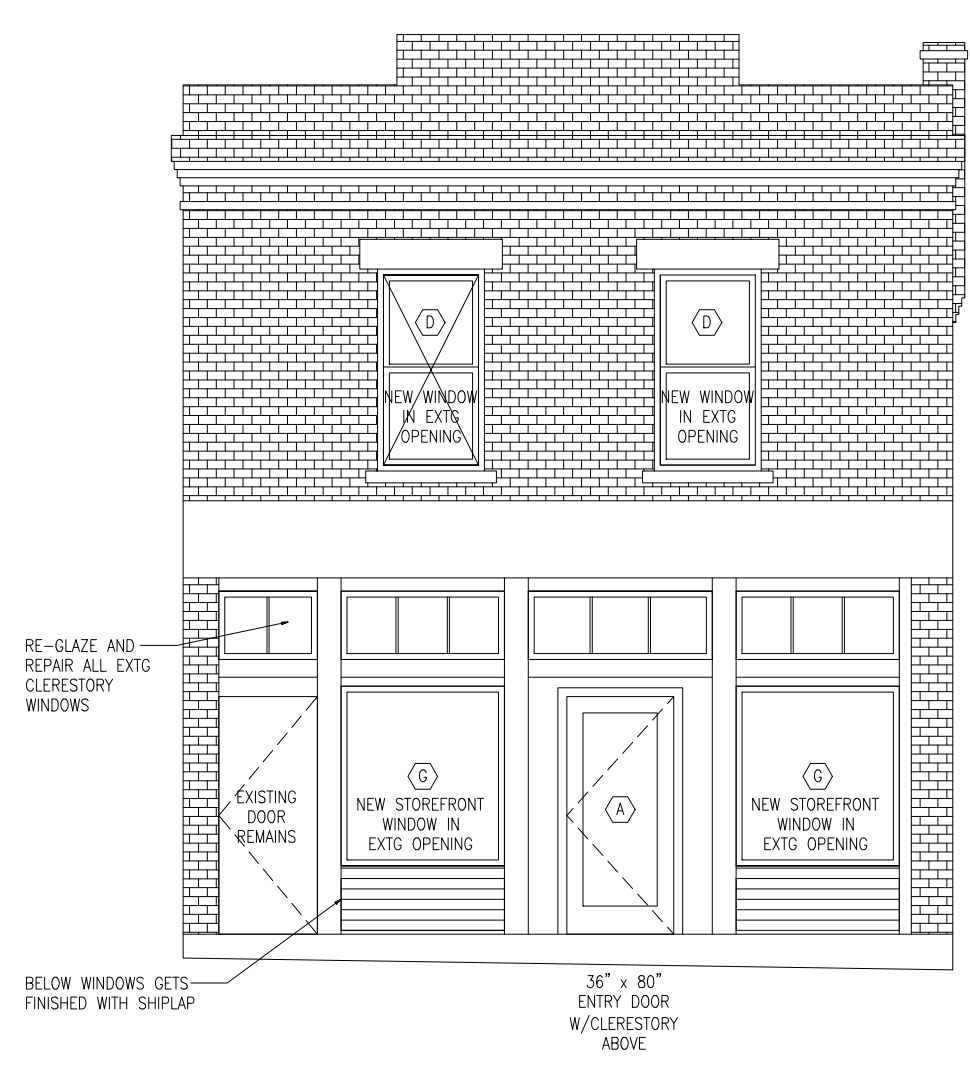 D
NEW WINDOW
IN EXTG
OPENING
D
NEW WINDOW
IN EXTG
OPENING
RE-GLAZE AND
REPAIR ALL EXTG
CLERESTORY
WINDOWS
EXISTING
DOOR
REMAINS
G
NEW STOREFRONT
WINDOW IN
EXTG OPENING
A
G
NEW STOREFRONT
WINDOW IN
EXTG OPENING
BELOW WINDOWS GETS
FINISHED WITH SHIPLAP
36" x 80"
ENTRY DOOR
W/CLERESTORY
ABOVE